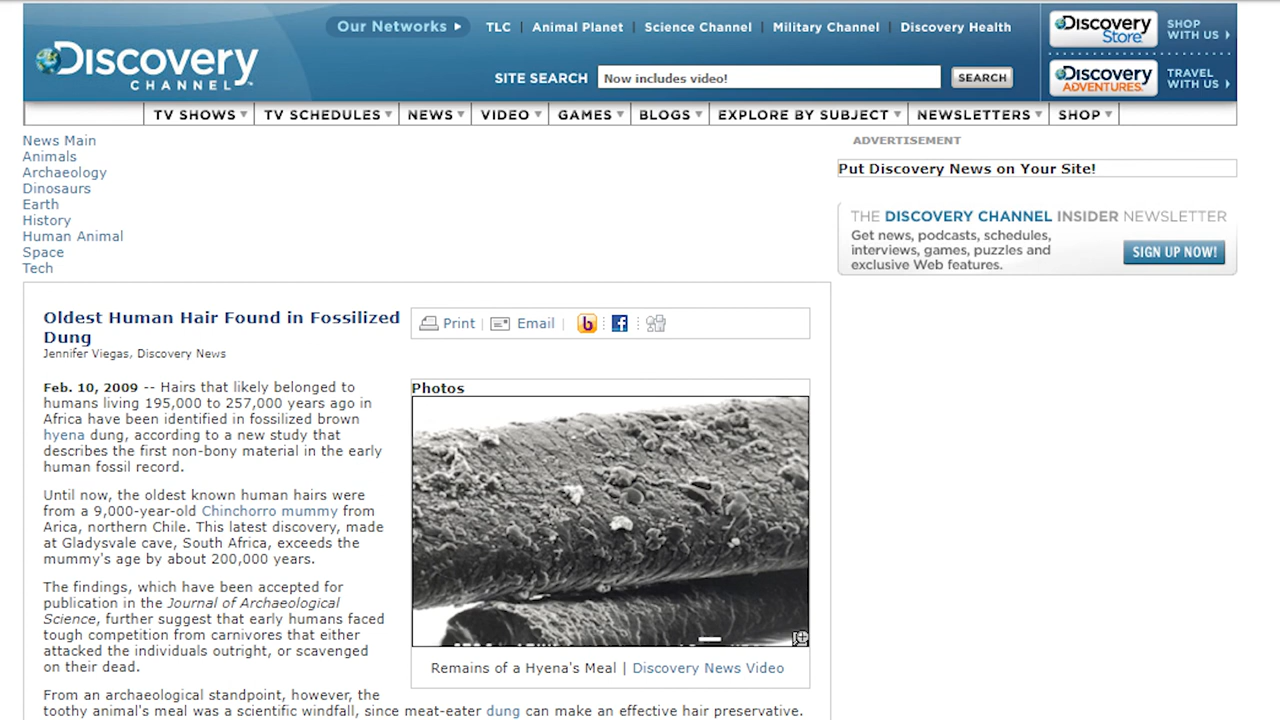 Our Networks
TLC | Animal Planet | Science Channel | Military Channel | Discovery Health
Discovery Store
SHOP WITH US
Discovery
CHANNEL
SITE SEARCH
Now includes video!
SEARCH
Discovery ADVENTURES
TRAVEL WITH US
TV SHOWS
TV SCHEDULES
NEWS
VIDEO
GAMES
BLOGS
EXPLORE BY SUBJECT
NEWSLETTERS
SHOP
News Main
Animals
Archaeology
Dinosaurs
Earth
History
Human Animal
Space
Tech
ADVERTISEMENT
Put Discovery News on Your Site!
THE DISCOVERY CHANNEL INSIDER NEWSLETTER
Get news, podcasts, schedules,
interviews, games, puzzles and
exclusive Web features.
SIGN UP NOW!
Oldest Human Hair Found in Fossilized
Dung
Jennifer Viegas, Discovery News
Print | Email |
Feb. 10, 2009 -- Hairs that likely belonged to
humans living 195,000 to 257,000 years ago in
Africa have been identified in fossilized brown
hyena dung, according to a new study that
describes the first non-bony material in the early
human fossil record.
Until now, the oldest known human hairs were
from a 9,000-year-old Chinchorro mummy from
Arica, northern Chile. This latest discovery, made
at Gladysvale cave, South Africa, exceeds the
mummy's age by about 200,000 years.
The findings, which have been accepted for
publication in the Journal of Archaeological
Science, further suggest that early humans faced
tough competition from carnivores that either
attacked the individuals outright, or scavenged
on their dead.
Photos
Remains of a Hyena's Meal | Discovery News Video
From an archaeological standpoint, however, the
toothy animal's meal was a scientific windfall, since meat-eater dung can make an effective hair preservative.